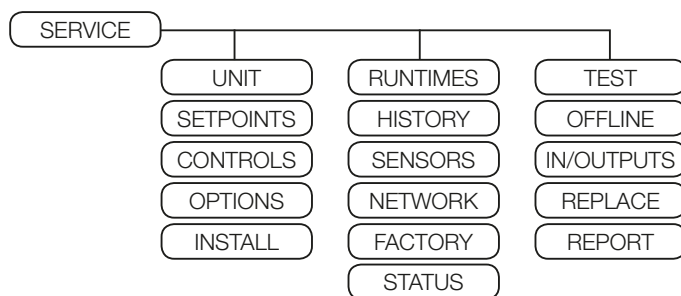 SERVICE
UNIT
SETPOINTS
CONTROLS
OPTIONS
INSTALL
RUNTIMES
HISTORY
SENSORS
NETWORK
FACTORY
STATUS
TEST
OFFLINE
IN/OUTPUTS
REPLACE
REPORT